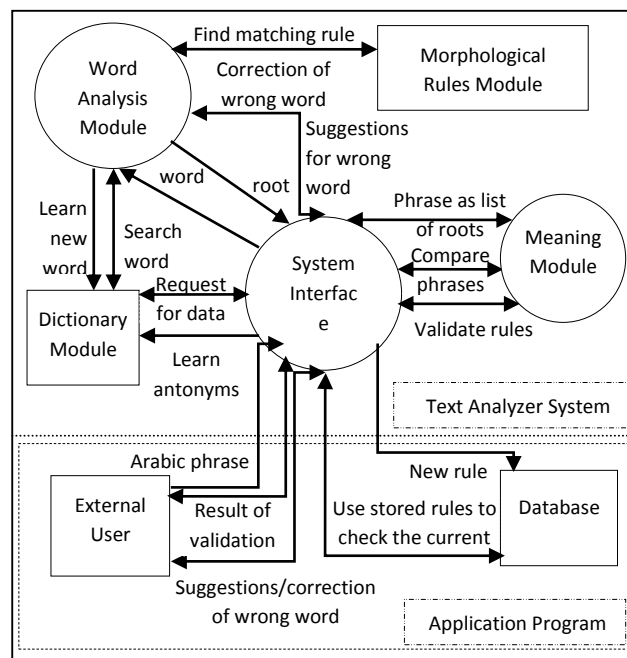 Find matching rule
Word
Analysis
Module
Morphological
Rules Module
Correction of
wrong word
Suggestions
for wrong
word
word
root
Learn
new
word
Search
word
Phrase as list
of roots
Compare
phrases
Validate rules
Meaning
Module
System
Interfac
e
Request
for data
Dictionary
Module
Learn
antonyms
Text Analyzer System
Arabic phrase
External
User
Result of
validation
New rule
Use stored rules to
check the current
Database
Suggestions/correction
of wrong word
Application Program